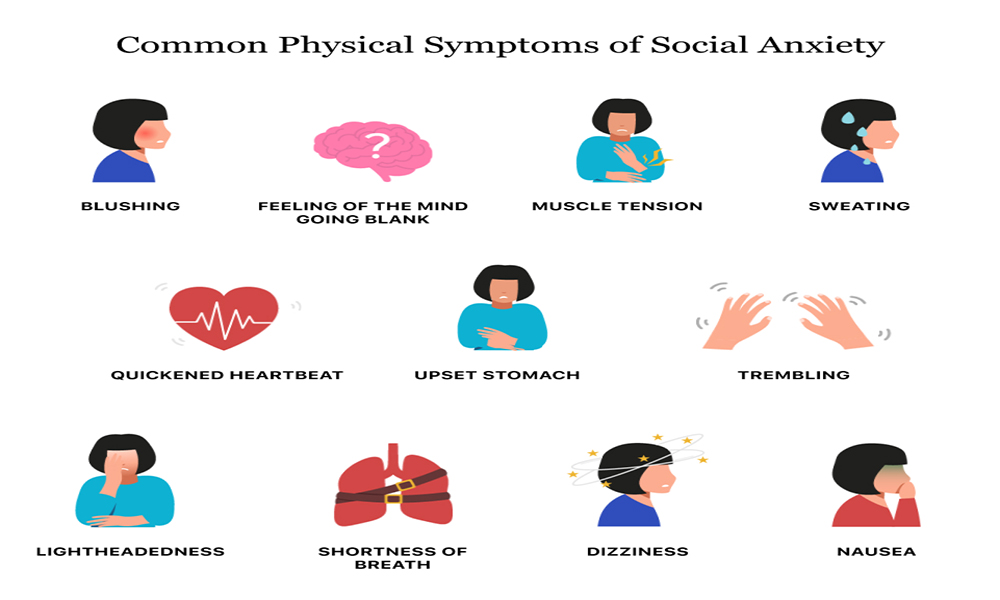 Common Physical Symptoms of Social Anxiety
BLUSHING
FEELING OF THE MIND
GOING BLANK
MUSCLE TENSION
SWEATING
QUICKENED HEARTBEAT
UPSET STOMACH
TREMBLING
LIGHTHEADEDNESS
SHORTNESS OF
BREATH
DIZZINESS
NAUSEA
?